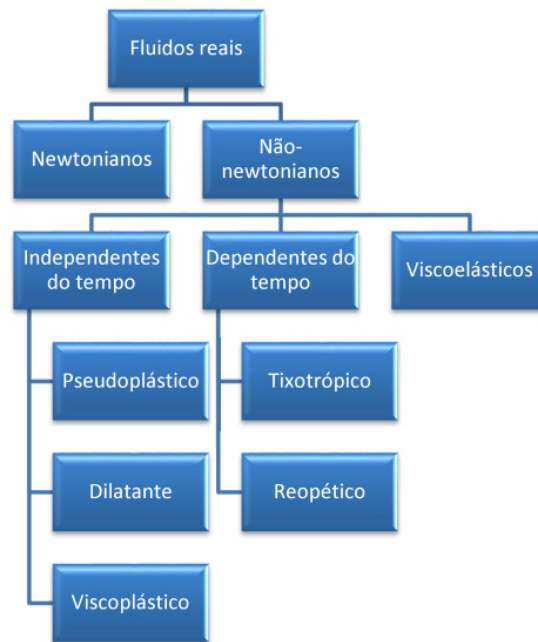 Fluidos reais
Newtonianos
Não-
newtonianos
Independentes
do tempo
Dependentes do
tempo
Viscoelásticos
Pseudoplástico
Tixotrópico
Dilatante
Reopético
Viscoplástico